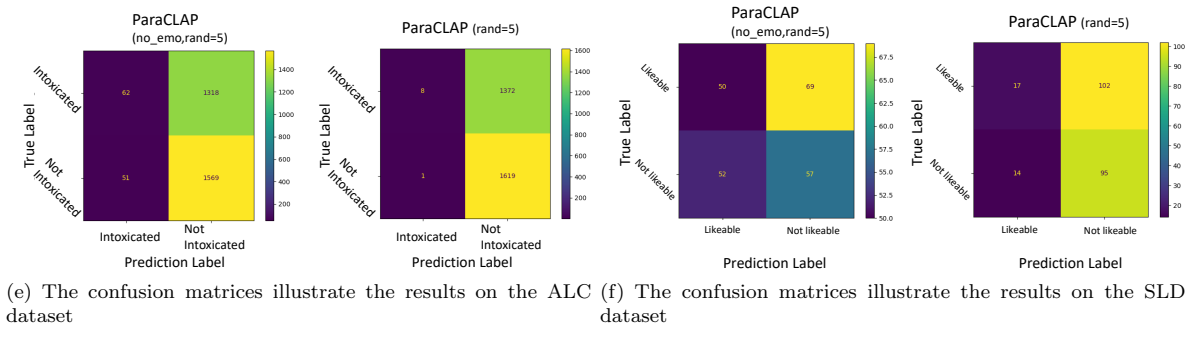 ParaCLAP
(no_emo,rand=5)
True Label
Intoxicated
Not Intoxicated
62
1318
51
1569
1400
1200
1000
800
600
400
200
Intoxicated
Not Intoxicated
Prediction Label
ParaCLAP (rand=5)
True Label
Intoxicated
Not Intoxicated
8
1372
1
1619
1600
1400
1200
1000
800
600
400
200
Intoxicated
Not Intoxicated
Prediction Label
ParaCLAP
(no_emo,rand=5)
True Label
Likeable
Not likeable
50
69
52
57
67.5
65.0
62.5
60.0
57.5
55.0
52.5
50.0
Likeable
Not likeable
Prediction Label
ParaCLAP (rand=5)
True Label
Likeable
Not likeable
17
102
14
95
100
90
80
70
60
50
40
30
20
Likeable
Not likeable
Prediction Label
(e) The confusion matrices illustrate the results on the ALC
dataset
(f) The confusion matrices illustrate the results on the SLD
dataset